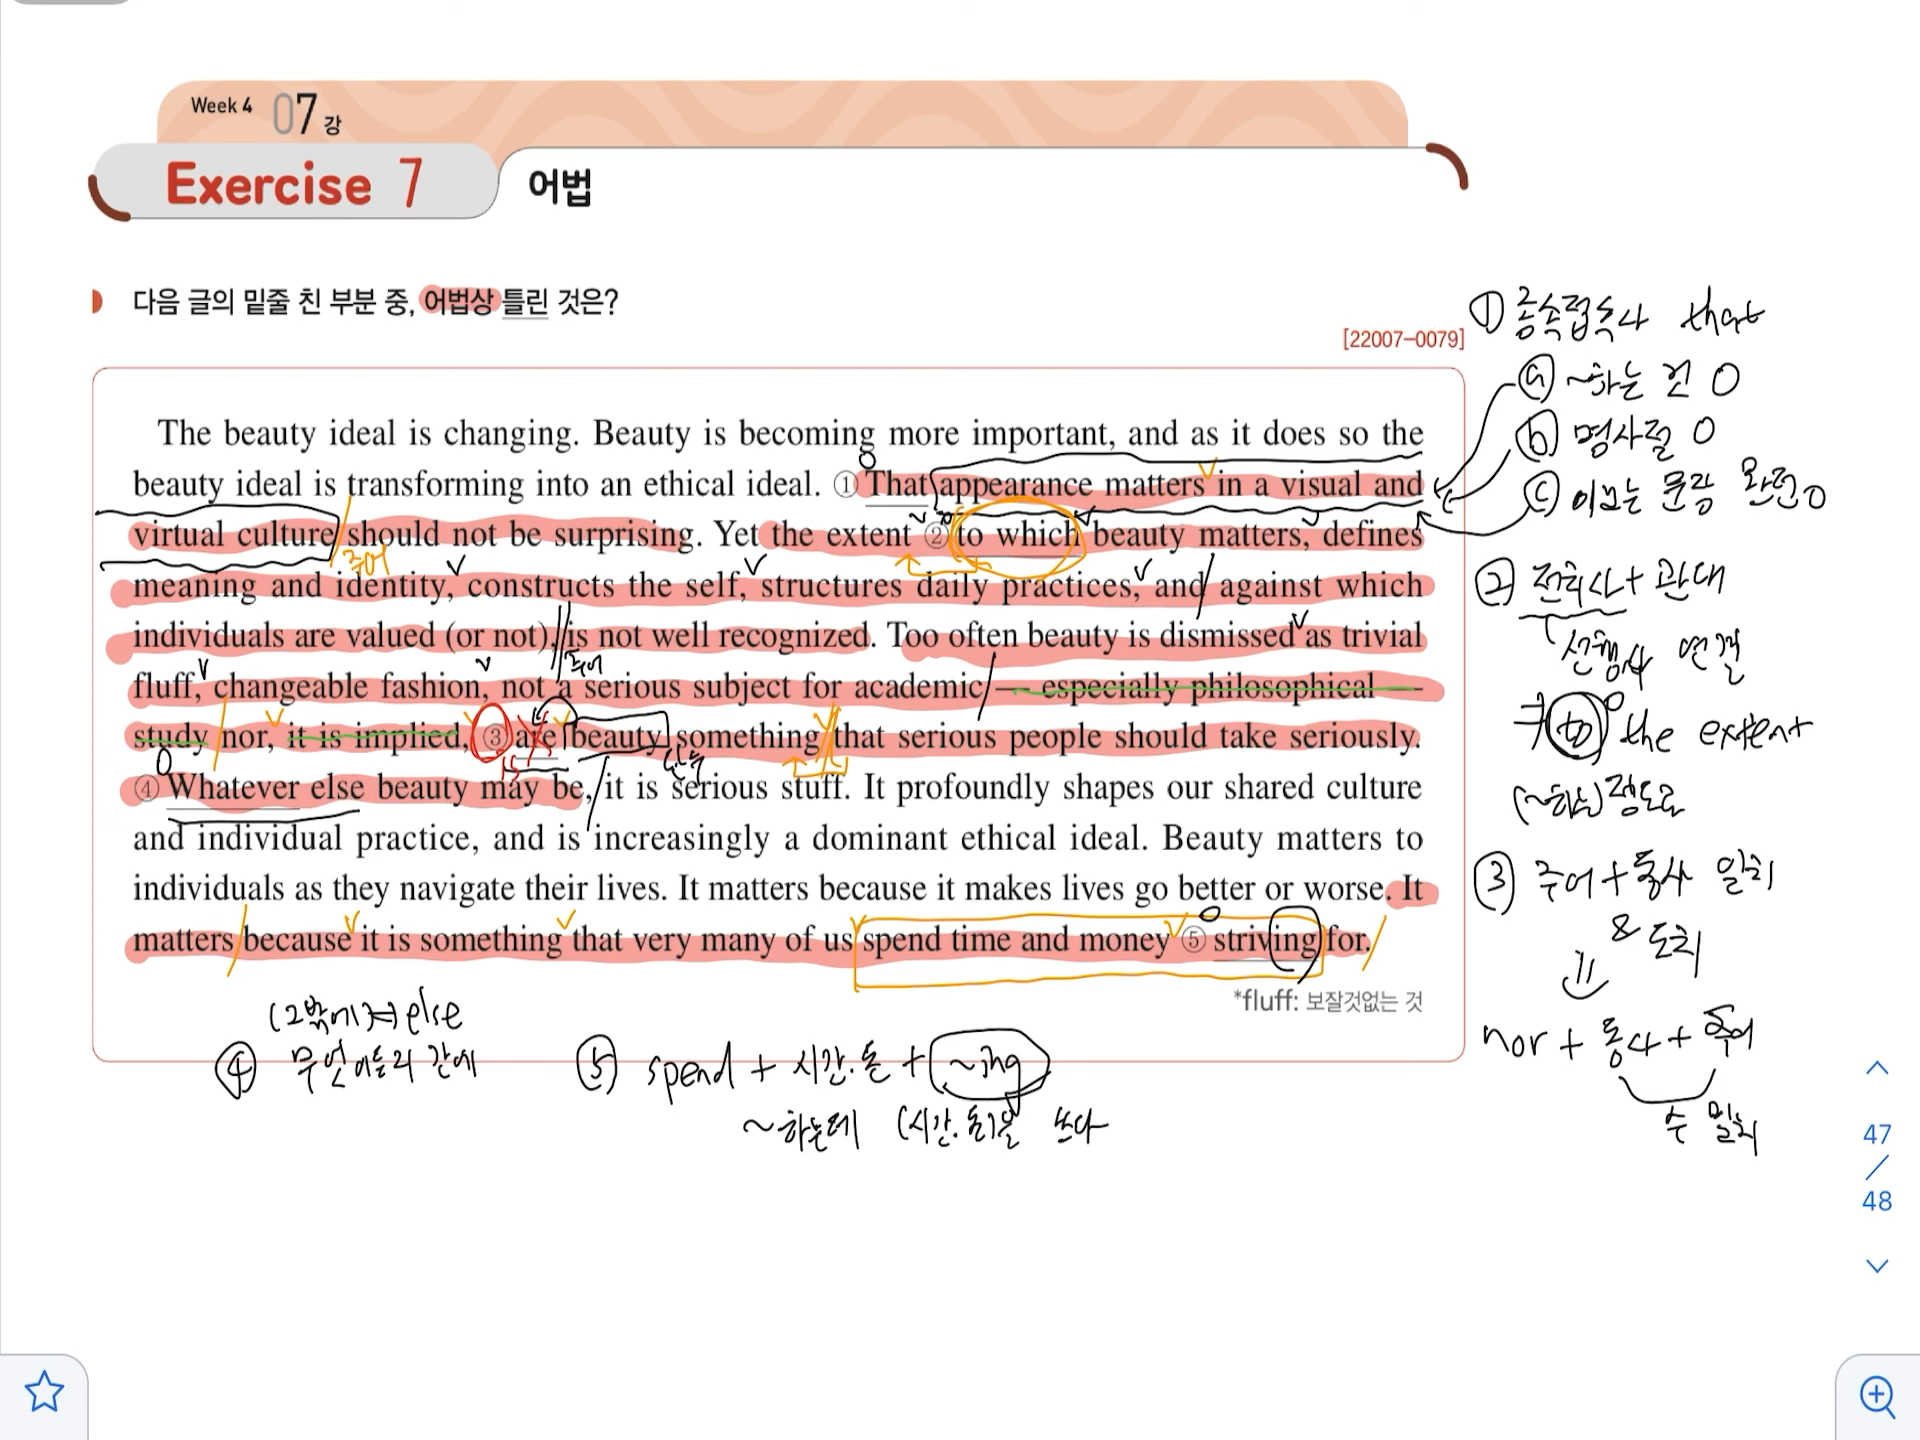 Week 4 07강
Exercise 7 어법
다음 글의 밑줄 친 부분 중, 어법상 틀린 것은?
[22007-0079]
The beauty ideal is changing. Beauty is becoming more important, and as it does so the
beauty ideal is transforming into an ethical ideal. ① That appearance matters in a visual and
virtual culture should not be surprising. Yet the extent ② to which beauty matters, defines
주어
meaning and identity, constructs the self, structures daily practices, and against which
individuals are valued (or not), is not well recognized. Too often beauty is dismissed as trivial
주어
fluff, changeable fashion, not a serious subject for academic — especially philosophical —
study nor, it is implied, ③ are beauty something that serious people should take seriously.
is 단수
④ Whatever else beauty may be, it is serious stuff. It profoundly shapes our shared culture
and individual practice, and is increasingly a dominant ethical ideal. Beauty matters to
individuals as they navigate their lives. It matters because it makes lives go better or worse. It
matters because it is something that very many of us spend time and money ⑤ striving for.
*fluff: 보잘것없는 것
① 종속접속사 that
ⓐ ~하는 것 O
ⓑ 명사절 O
ⓒ 이끄는 문장 완전 O
② 전치사 + 관대
선행사 연결
to the extent
(~하는) 정도로
③ 주어 + 동사 일치
& 도치
nor + 동사 + 주어
수 일치
(그 밖에) else
④ 무엇이든지 간에
⑤ spend + 시간·돈 + ~ing
~하는데 (시간·돈)을 쓰다
47
/
48